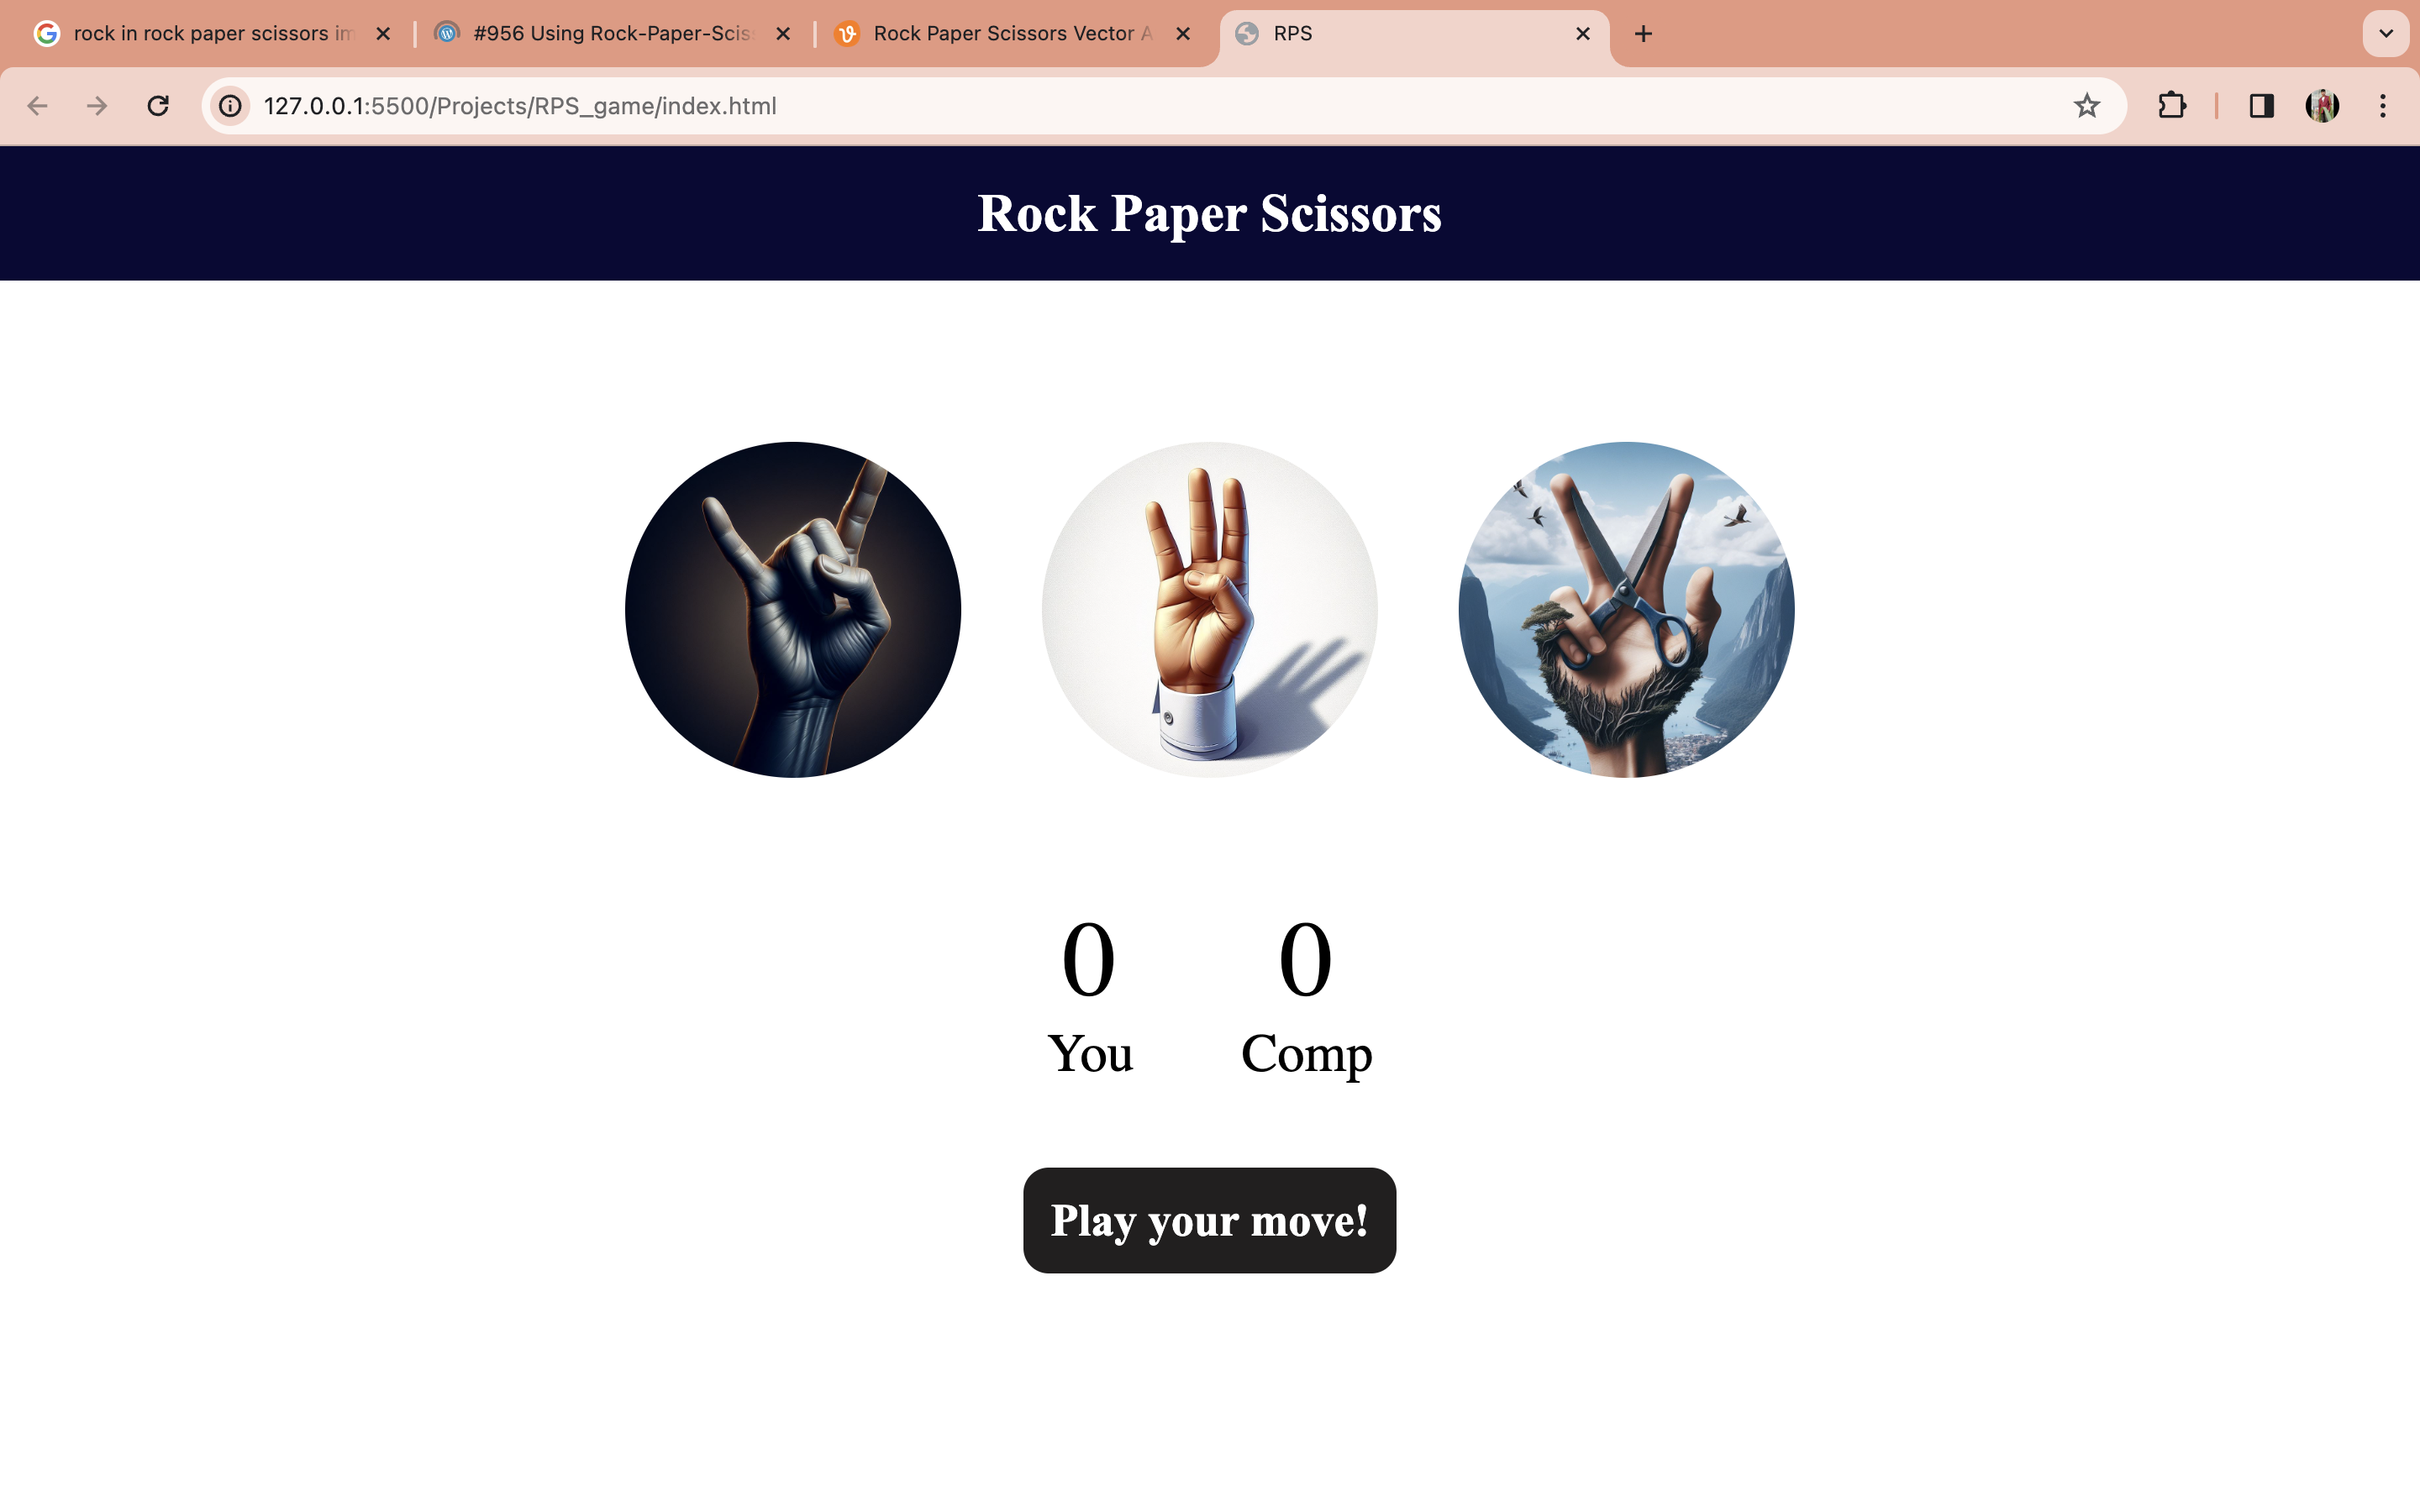 rock in rock paper scissors im
#956 Using Rock-Paper-Scis
Rock Paper Scissors Vector A
RPS
127.0.0.1:5500/Projects/RPS_game/index.html
Rock Paper Scissors
0 0
You Comp
Play your move!